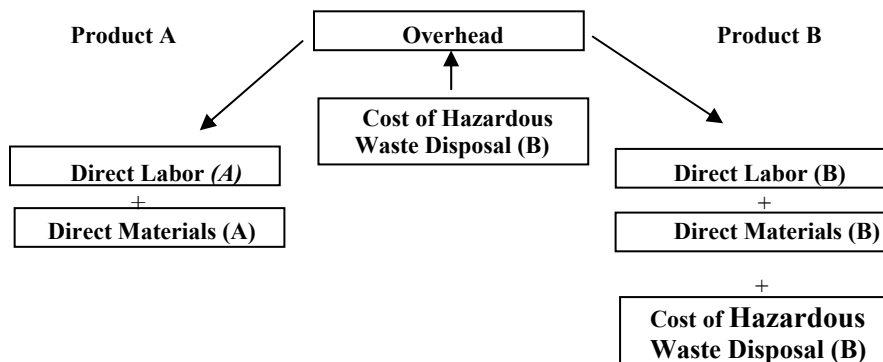 Product A
Overhead
Product B
Cost of Hazardous
Waste Disposal (B)
Direct Labor (A)
+
Direct Materials (A)
Direct Labor (B)
+
Direct Materials (B)
+
Cost of Hazardous
Waste Disposal (B)